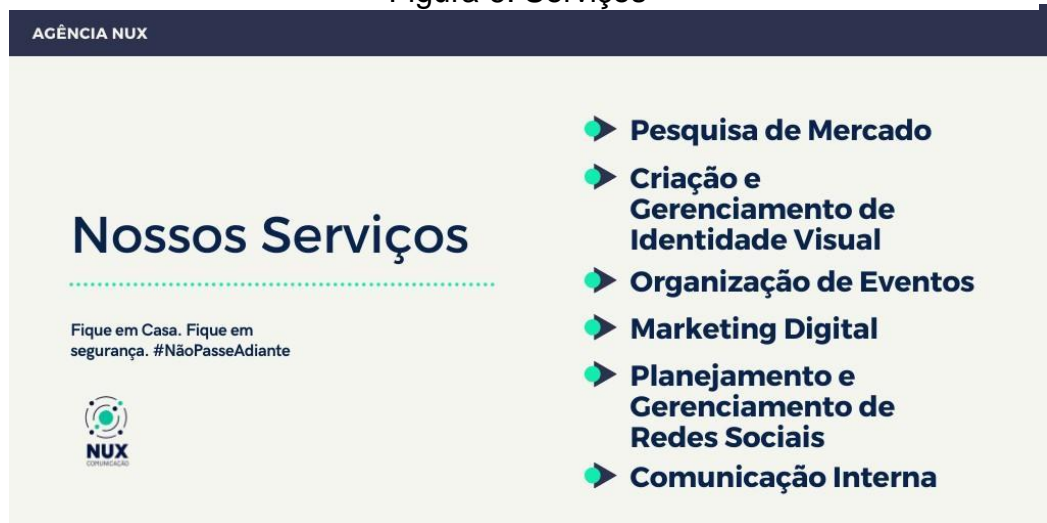 AGÊNCIA NUX
Nossos Serviços
Fique em Casa. Fique em
segurança. #NãoPasseAdiante
NUX
COMUNICAÇÃO
Pesquisa de Mercado
Criação e
Gerenciamento de
Identidade Visual
Organização de Eventos
Marketing Digital
Planejamento e
Gerenciamento de
Redes Sociais
Comunicação Interna